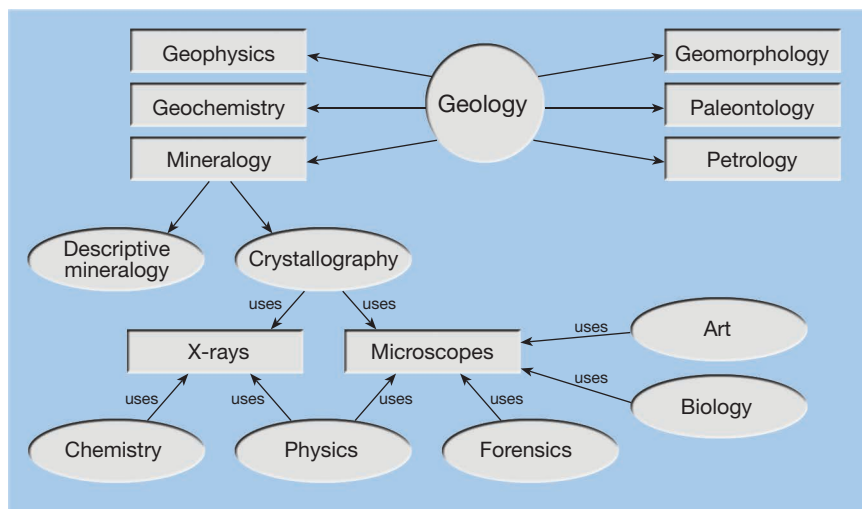 Geophysics
Geology
Geomorphology
Geochemistry
Paleontology
Mineralogy
Petrology
Descriptive
mineralogy
Crystallography
uses
uses
X-rays
Microscopes
uses
Art
uses
uses
uses
uses
uses
Biology
Chemistry
Physics
Forensics